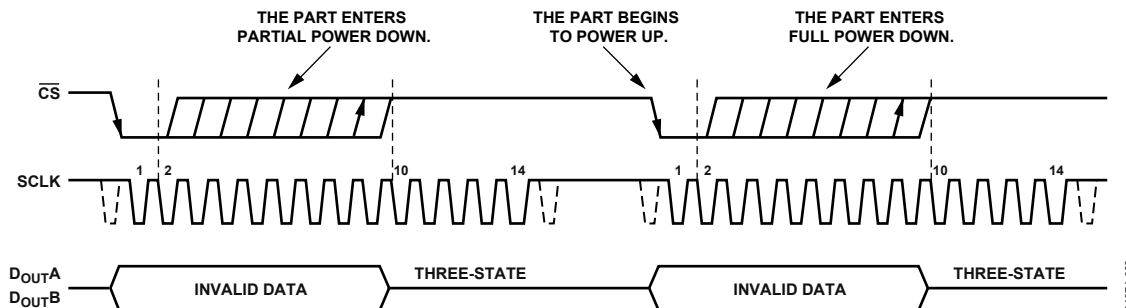 THE PART ENTERS
PARTIAL POWER DOWN.
THE PART BEGINS
TO POWER UP.
THE PART ENTERS
FULL POWER DOWN.
CS
SCLK
1 2 10 14 1 2 10 14
DOUTA
DOUTB
INVALID DATA THREE-STATE INVALID DATA THREE-STATE